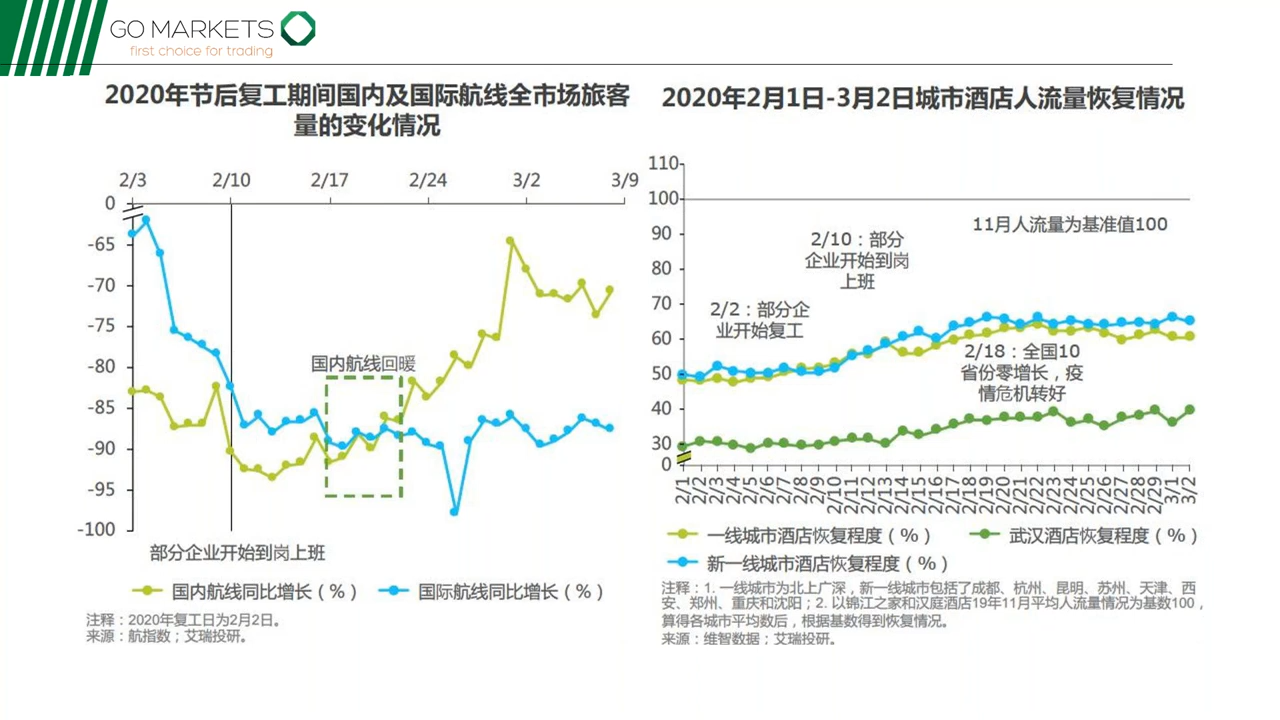 GO MARKETS
first choice for trading
2020年节后复工期间国内及国际航线全市场旅客
量的变化情况
2/3 2/10 2/17 2/24 3/2 3/9
0
-65
-70
-75
-80
-85
-90
-95
-100
国内航线回暖
部分企业开始到岗上班
国内航线同比增长（%） 国际航线同比增长（%）
注释：2020年复工日为2月2日。
来源：航指数；艾瑞投研。
2020年2月1日-3月2日城市酒店人流量恢复情况
110
100
90
80
70
60
50
40
30
0
11月人流量为基准值100
2/10：部分
企业开始到岗
上班
2/2：部分企
业开始复工
2/18：全国10
省份零增长，疫
情危机转好
2/1 2/2 2/3 2/4 2/5 2/6 2/7 2/8 2/9 2/10 2/11 2/12 2/13 2/14 2/15 2/16 2/17 2/18 2/19 2/20 2/21 2/22 2/23 2/24 2/25 2/26 2/27 2/28 2/29 3/1 3/2
一线城市酒店恢复程度（%） 武汉酒店恢复程度（%）
新一线城市酒店恢复程度（%）
注释：1. 一线城市为北上广深，新一线城市包括了成都、杭州、昆明、苏州、天津、西
安、郑州、重庆和沈阳；2. 以锦江之家和汉庭酒店19年11月平均人流量情况为基数100，
算得各城市平均数后，根据基数得到恢复情况。
来源：维智数据；艾瑞投研。